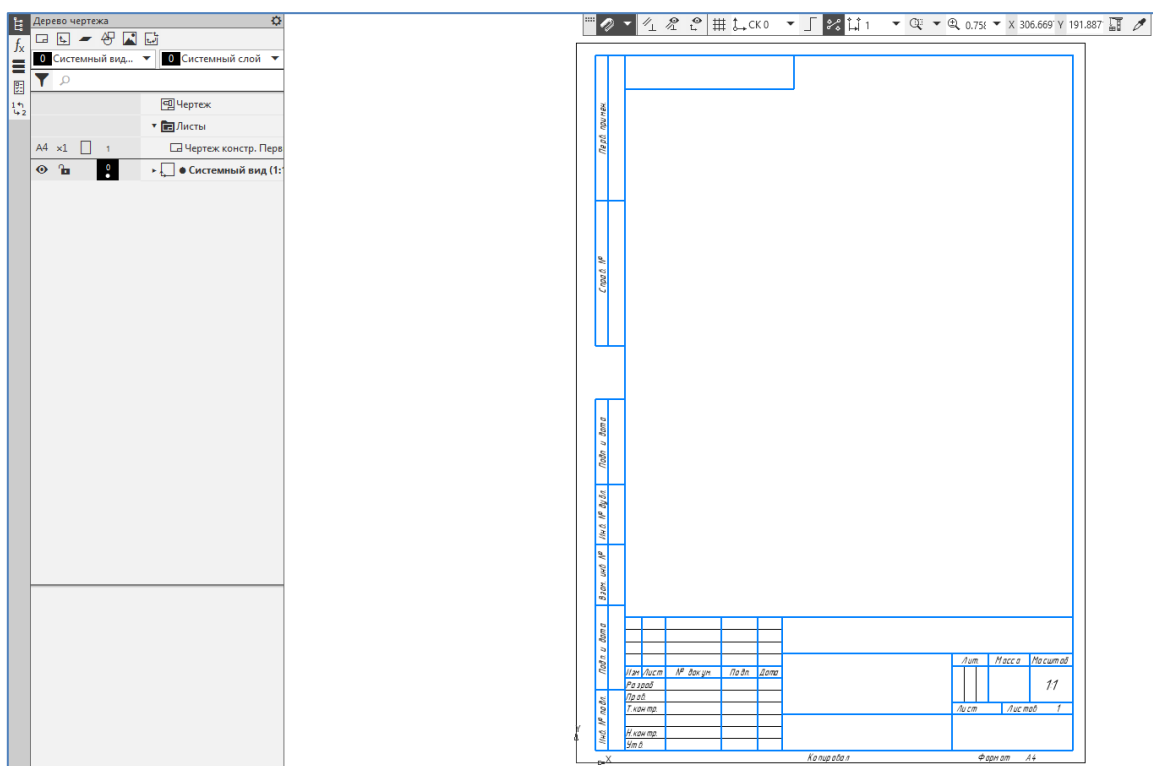 Дерево чертежа
СК 0
1
0.75
X 306.669 Y 191.887
0 Системный вид... 0 Системный слой
Чертеж
Листы
A4 x1 1 Чертеж констр. Перв
0 Системный вид (1:1
Перв. примен.
Справ. №
Подп. и дата
Инв. № дубл.
Взам. инв. №
Подп. и дата
Инв. № подл.
Изм. Лист № докум. Подп. Дата
Разраб.
Пров.
Т.контр.
Н.контр.
Утв.
Лит. Масса Масштаб
1:1
Лист Листов 1
Копировал Формат A4
Y
X